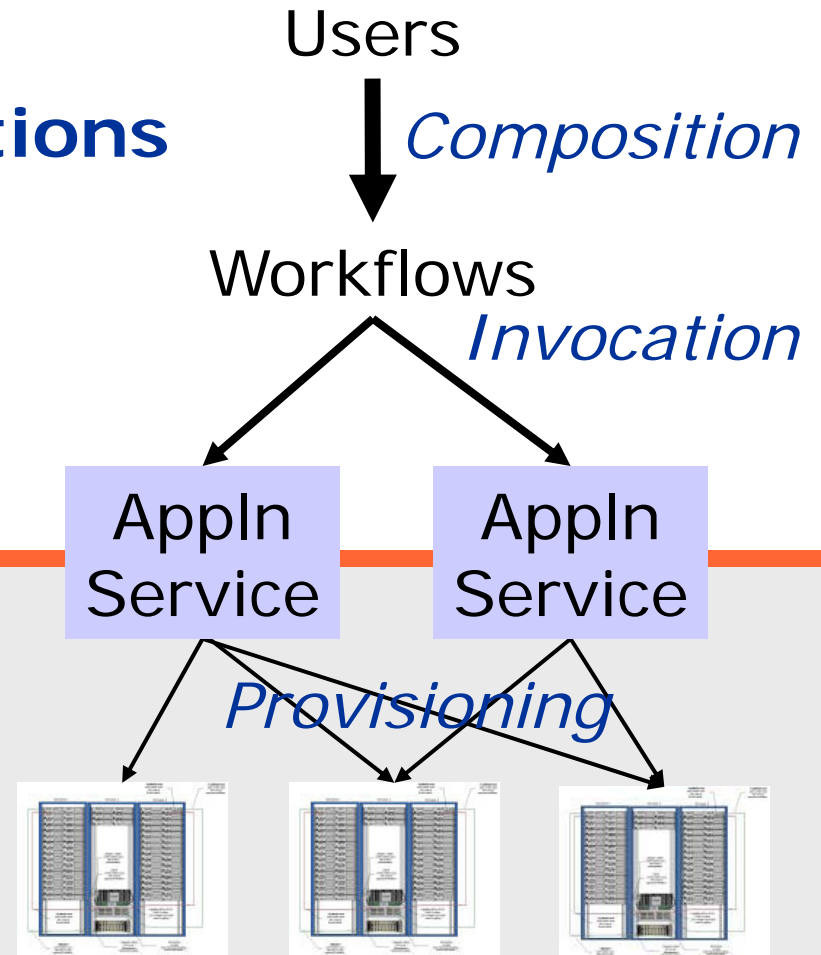 Users
tions
Composition
Workflows
Invocation
Appln
Service
Appln
Service
Provisioning